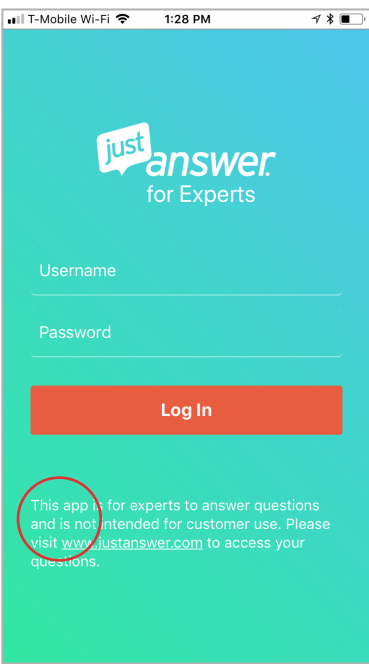 T-Mobile Wi-Fi 1:28 PM
just
answer
for Experts
Username
Password
Log In
This app is for experts to answer questions
and is not intended for customer use. Please
visit www.justanswer.com to access your
questions.